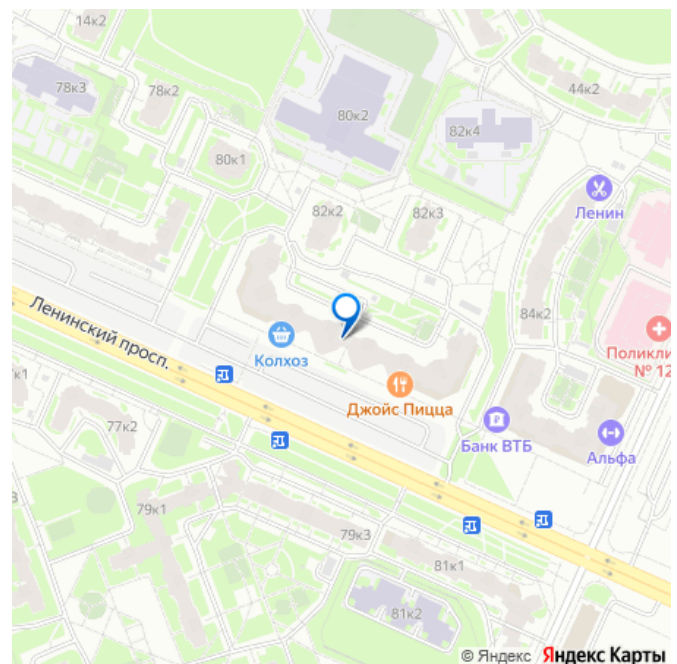 14к2
78к3
78к2
44к2
80к2
82к4
80к1
82к2
82к3
Ленин
84к2
Ленинский просп.
Колхоз
Поликли
№ 12
к1
Джойс Пицца
77к2
Банк ВТБ
Альфа
79к1
79к3
81к1
81к2
© Яндекс Яндекс Карты